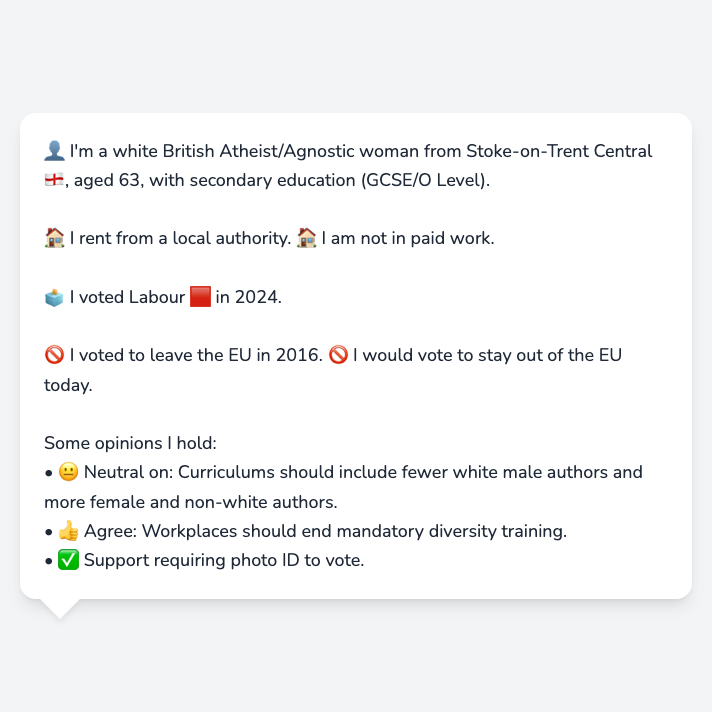 👤 I'm a white British Atheist/Agnostic woman from Stoke-on-Trent Central
🏴󠁧󠁢󠁥󠁮󠁧󠁿, aged 63, with secondary education (GCSE/O Level).
🏠 I rent from a local authority. 🏠 I am not in paid work.
🗳️ I voted Labour 🟥 in 2024.
🚫 I voted to leave the EU in 2016. 🚫 I would vote to stay out of the EU
today.
Some opinions I hold:
• 😐 Neutral on: Curriculums should include fewer white male authors and
more female and non-white authors.
• 👍 Agree: Workplaces should end mandatory diversity training.
• ✅ Support requiring photo ID to vote.